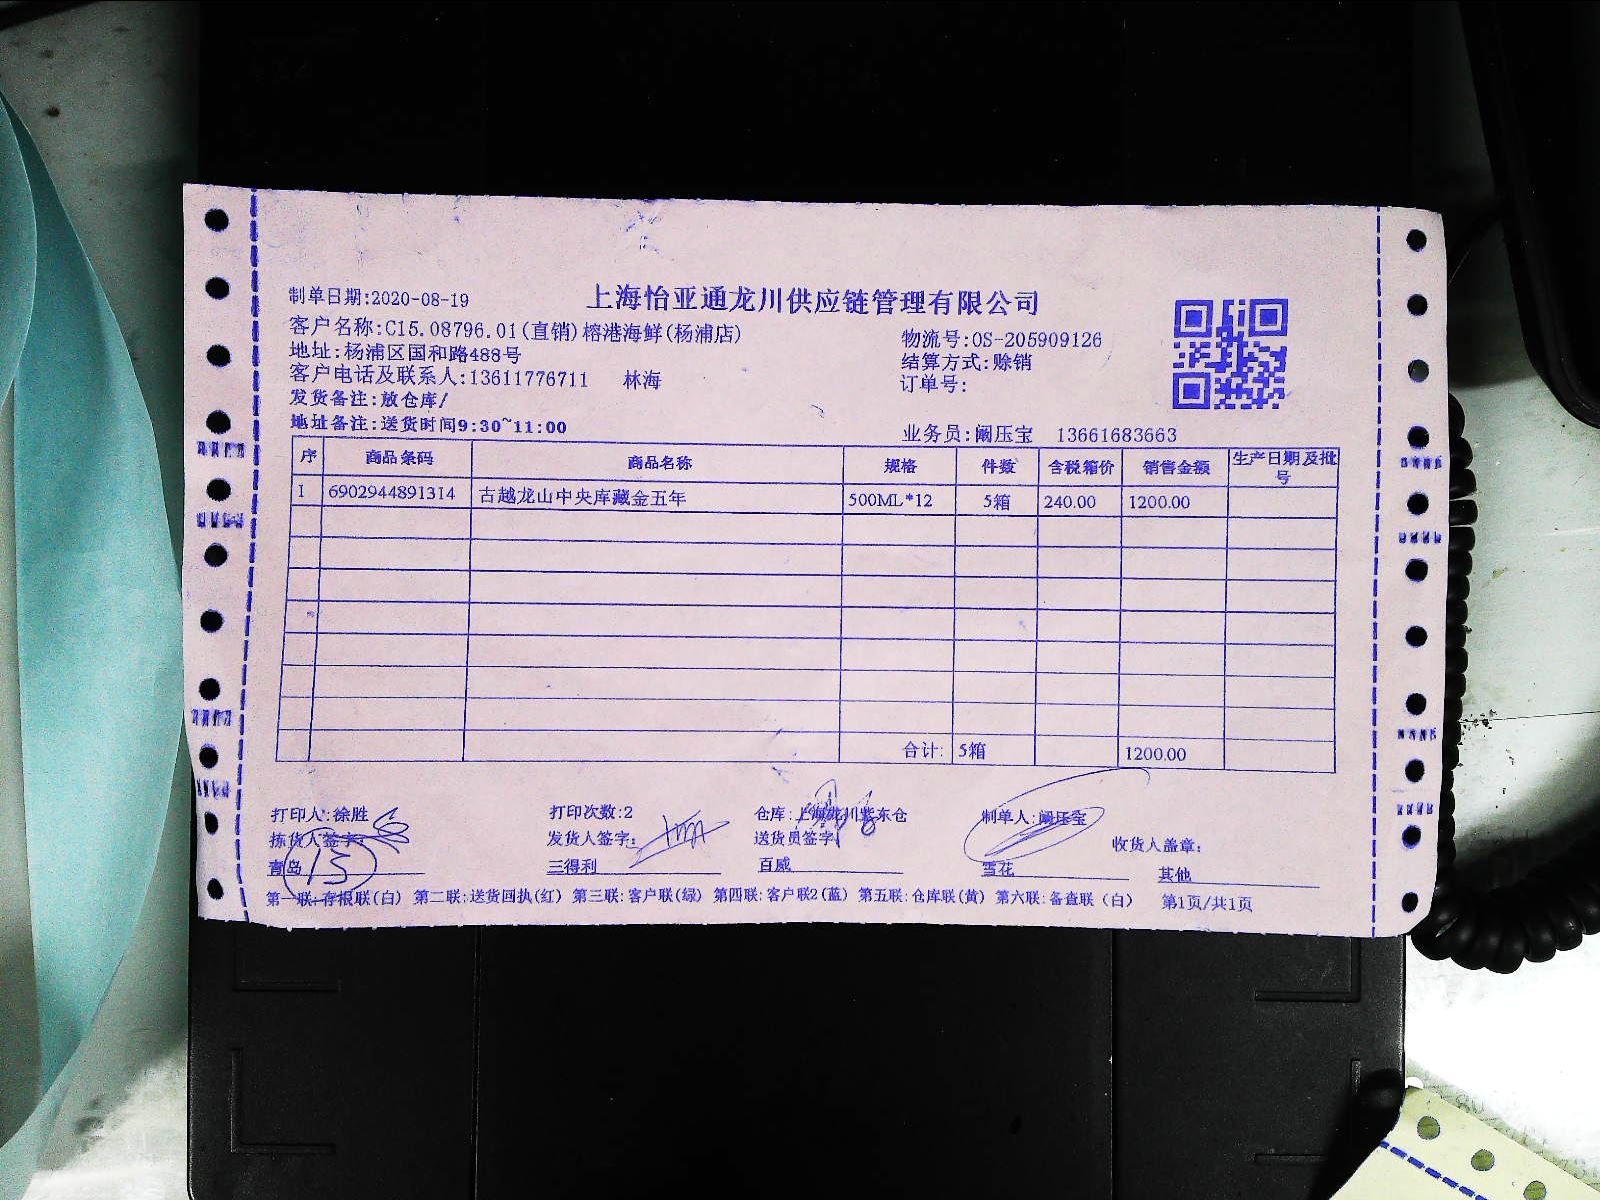 上海怡亚通龙川供应链管理有限公司
制单日期:2020-08-19
客户名称:C15.08796.01(直销)榕港海鲜(杨浦店)
物流号:OS-205909126
地址:杨浦区国和路488号
结算方式:赊销
客户电话及联系人:13611776711 林海
订单号:
发货备注:放仓库/
地址备注:送货时间9:30~11:00
业务员:阚压宝 13661683663
序 商品条码 商品名称 规格 件数 含税箱价 销售金额 生产日期及批号
1 6902944891314 古越龙山中央库藏金五年 500ML*12 5箱 240.00 1200.00
合计: 5箱 1200.00
打印人:徐胜 打印次数:2 仓库:上海龙川紫东仓 制单人:阚压宝
拣货人签字: 发货人签字: 送货员签字: 收货人盖章:
青岛 13 三得利 百威 雪花 其他
第一联:存根联(白) 第二联:送货回执(红) 第三联:客户联(绿) 第四联:客户联2(蓝) 第五联:仓库联(黄) 第六联:备查联(白) 第1页/共1页